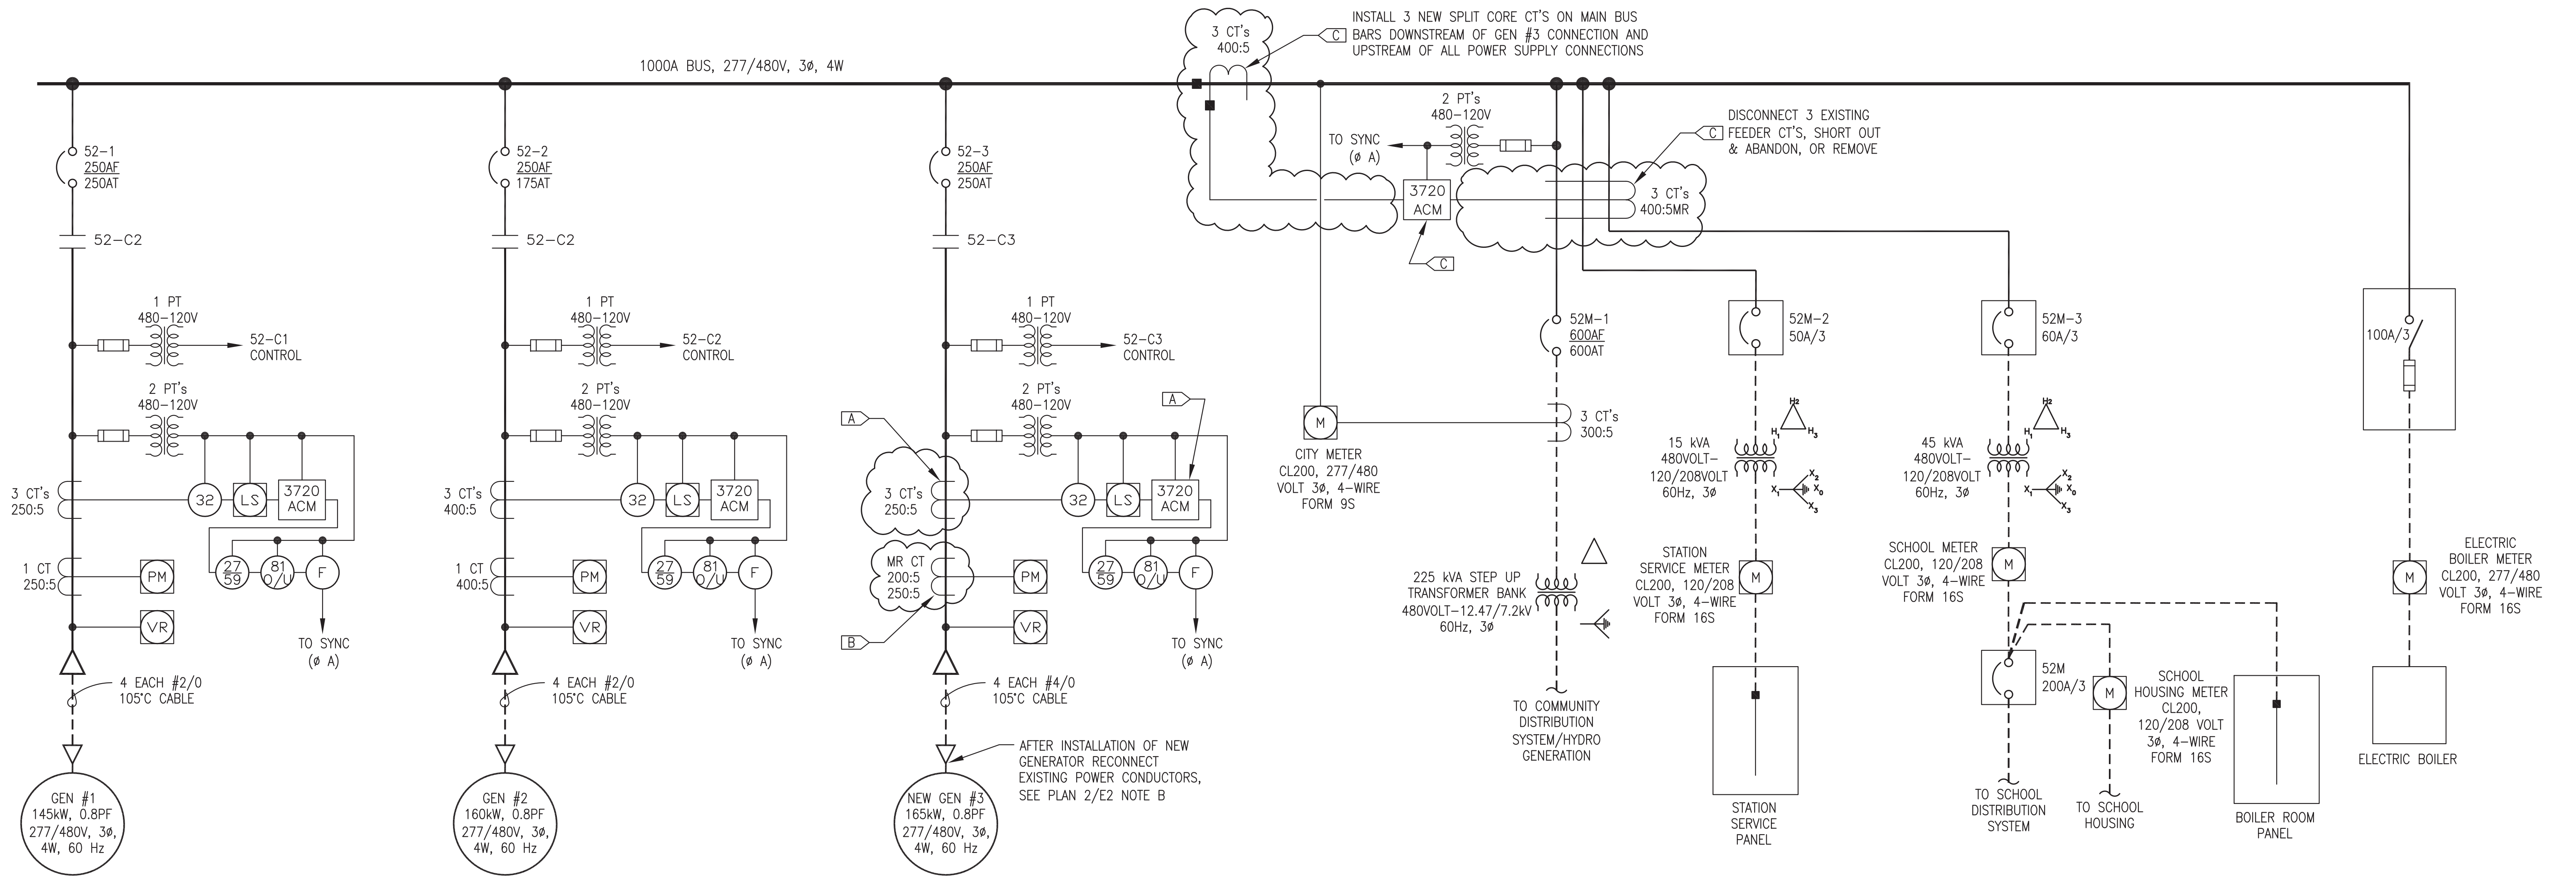 3 CT's
400:5
C
INSTALL 3 NEW SPLIT CORE CT'S ON MAIN BUS
BARS DOWNSTREAM OF GEN #3 CONNECTION AND
UPSTREAM OF ALL POWER SUPPLY CONNECTIONS
1000A BUS, 277/480V, 3ø, 4W
52-1
250AF
250AT
52-C2
1 PT
480-120V
52-C1
CONTROL
2 PT's
480-120V
3 CT's
250:5
32
LS
3720
ACM
1 CT
250:5
PM
27
59
81
O/U
F
VR
TO SYNC
(ø A)
4 EACH #2/0
105°C CABLE
GEN #1
145kW, 0.8PF
277/480V, 3ø,
4W, 60 Hz
52-2
250AF
175AT
52-C2
1 PT
480-120V
52-C2
CONTROL
2 PT's
480-120V
3 CT's
400:5
32
LS
3720
ACM
1 CT
400:5
PM
27
59
81
O/U
F
VR
TO SYNC
(ø A)
4 EACH #2/0
105°C CABLE
GEN #2
160kW, 0.8PF
277/480V, 3ø,
4W, 60 Hz
52-3
250AF
250AT
52-C3
1 PT
480-120V
52-C3
CONTROL
2 PT's
480-120V
A
A
3 CT's
250:5
32
LS
3720
ACM
MR CT
200:5
250:5
PM
27
59
81
O/U
F
B
VR
TO SYNC
(ø A)
4 EACH #4/0
105°C CABLE
AFTER INSTALLATION OF NEW
GENERATOR RECONNECT
EXISTING POWER CONDUCTORS,
SEE PLAN 2/E2 NOTE B
NEW GEN #3
165kW, 0.8PF
277/480V, 3ø,
4W, 60 Hz
2 PT's
480-120V
TO SYNC
(ø A)
C
DISCONNECT 3 EXISTING
FEEDER CT'S, SHORT OUT
& ABANDON, OR REMOVE
3720
ACM
3 CT's
400:5MR
C
M
CITY METER
CL200, 277/480
VOLT 3ø, 4-WIRE
FORM 9S
52M-1
600AF
600AT
3 CT's
300:5
225 kVA STEP UP
TRANSFORMER BANK
480VOLT-12.47/7.2kV
60Hz, 3ø
TO COMMUNITY
DISTRIBUTION
SYSTEM/HYDRO
GENERATION
52M-2
50A/3
H2
H1
H3
15 kVA
480VOLT-
120/208VOLT
60Hz, 3ø
X2
X1
X0
X3
STATION
SERVICE METER
CL200, 120/208
VOLT 3ø, 4-WIRE
FORM 16S
M
STATION
SERVICE
PANEL
52M-3
60A/3
H2
H1
H3
45 kVA
480VOLT-
120/208VOLT
60Hz, 3ø
X2
X1
X0
X3
SCHOOL METER
CL200, 120/208
VOLT 3ø, 4-WIRE
FORM 16S
M
52M
200A/3
M
SCHOOL
HOUSING METER
CL200,
120/208 VOLT
3ø, 4-WIRE
FORM 16S
TO SCHOOL
DISTRIBUTION
SYSTEM
TO SCHOOL
HOUSING
BOILER ROOM
PANEL
100A/3
M
ELECTRIC
BOILER METER
CL200, 277/480
VOLT 3ø, 4-WIRE
FORM 16S
ELECTRIC BOILER